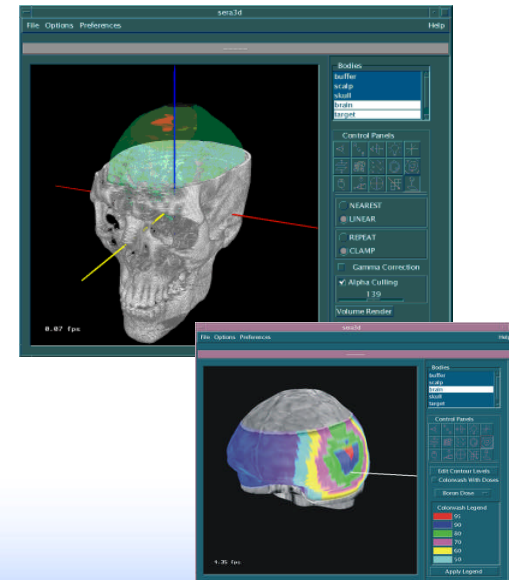 sera3d
File Options Preferences Help
Bodies
buffer
scalp
skull
brain
target
Control Panels
NEAREST
LINEAR
REPEAT
CLAMP
Gamma Correction
Alpha Culling
139
Volume Render
0.07 fps
sera3d
File Options Preferences Help
Bodies
buffer
scalp
brain
skull
target
Control Panels
Edit Contour Levels
Colorwash With Doses
Boron Dose
Colorwash Legend
95
90
80
70
60
50
Apply Legend
4.35 fps